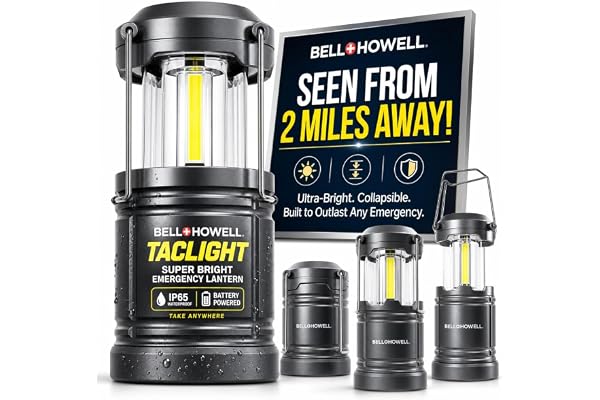 BELL+HOWELL.
SEEN FROM
2 MILES AWAY!
Ultra-Bright. Collapsible.
Built to Outlast Any Emergency.
BELL+HOWELL.
TACLIGHT
SUPER BRIGHT
EMERGENCY LANTERN
IP65
WATERPROOF
BATTERY
POWERED
TAKE ANYWHERE
BELL+HOWELL.
BELL+HOWELL.
BELL+HOWELL.